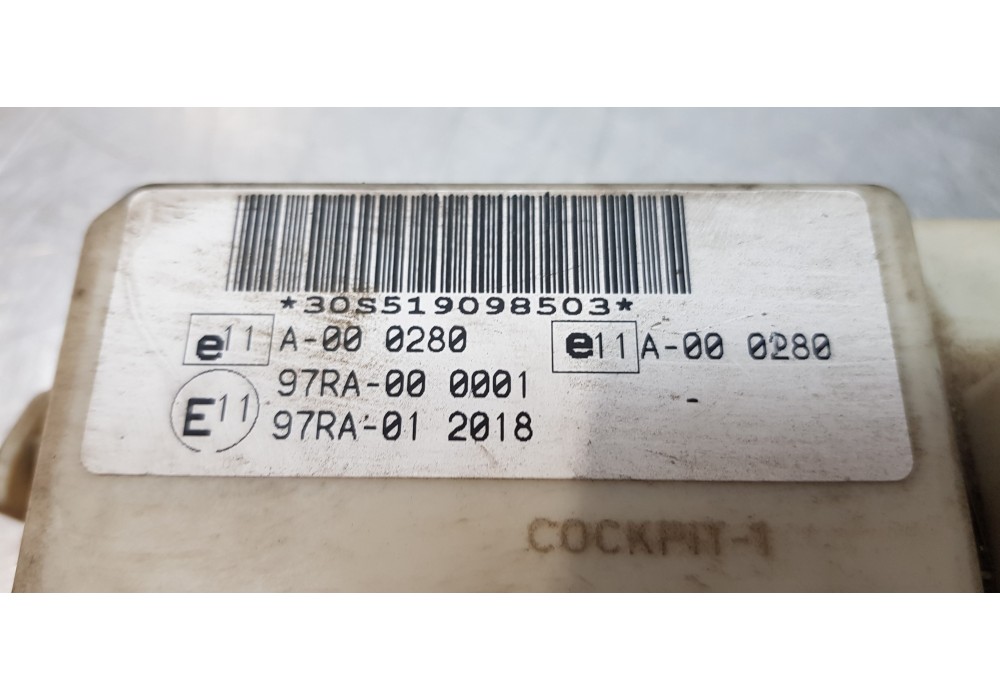 *30S519098503*
e11 A-00 0280 e11 A-00 0280
97RA-00 0001
E11 97RA-01 2018
COCKPIT-1